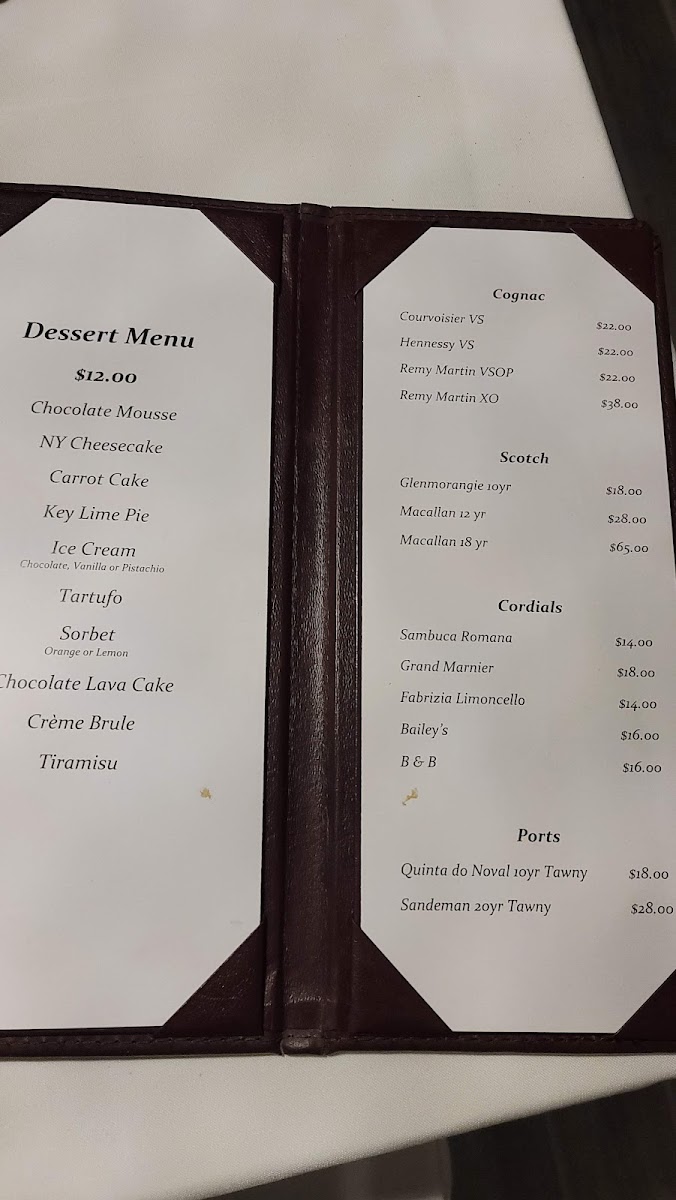 Dessert Menu
$12.00
Chocolate Mousse
NY Cheesecake
Carrot Cake
Key Lime Pie
Ice Cream
Chocolate, Vanilla or Pistachio
Tartufo
Sorbet
Orange or Lemon
Chocolate Lava Cake
Crème Brule
Tiramisu
Cognac
Courvoisier VS $22.00
Hennessy VS $22.00
Remy Martin VSOP $22.00
Remy Martin XO $38.00
Scotch
Glenmorangie 10yr $18.00
Macallan 12 yr $28.00
Macallan 18 yr $65.00
Cordials
Sambuca Romana $14.00
Grand Marnier $18.00
Fabrizia Limoncello $14.00
Bailey's $16.00
B & B $16.00
Ports
Quinta do Noval 10yr Tawny $18.00
Sandeman 20yr Tawny $28.00